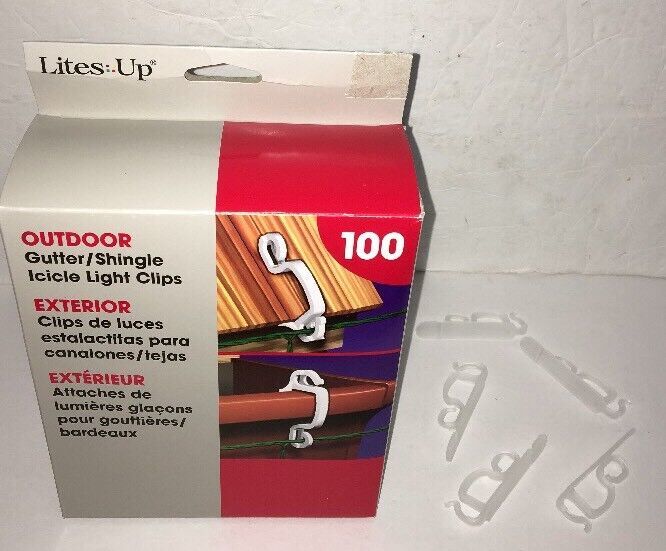 Lites Up®
100
OUTDOOR
Gutter/Shingle
Icicle Light Clips
EXTERIOR
Clips de luces
estalactitas para
canalones/tejas
EXTÉRIEUR
Attaches de
lumières glaçons
pour gouttières/
bardeaux